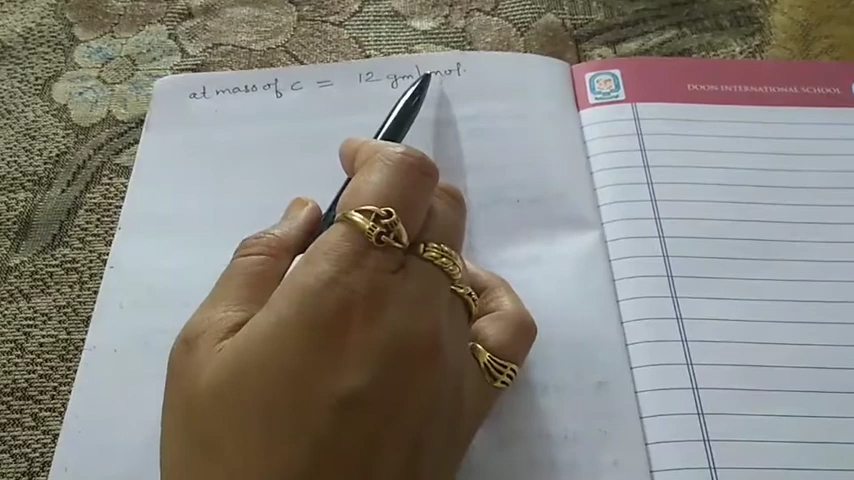 at mass of c = 12 gm/mol.
DOON INTERNATIONAL SCHOOL